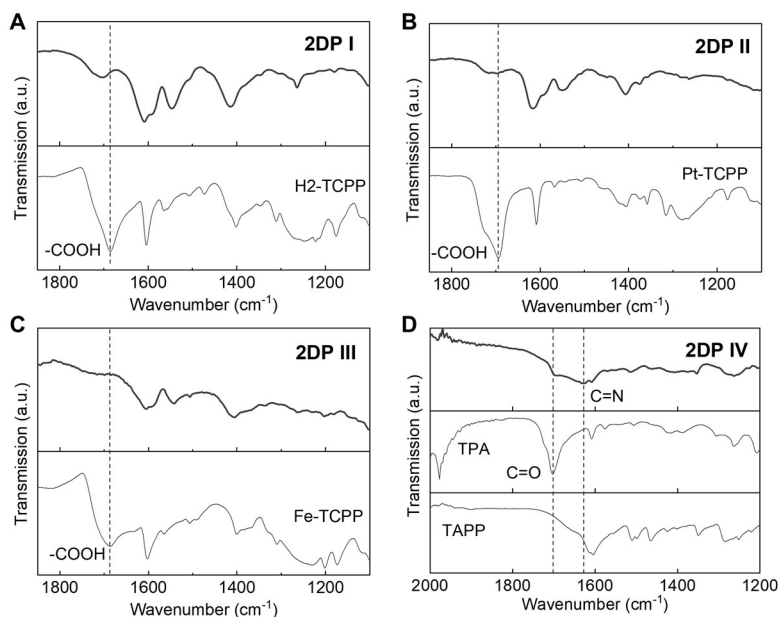 A
2DP I
H2-TCPP
-COOH
Transmission (a.u.)
1800 1600 1400 1200
Wavenumber (cm-1)
B
2DP II
Pt-TCPP
-COOH
Transmission (a.u.)
1800 1600 1400 1200
Wavenumber (cm-1)
C
2DP III
Fe-TCPP
-COOH
Transmission (a.u.)
1800 1600 1400 1200
Wavenumber (cm-1)
D
2DP IV
C=N
TPA
C=O
TAPP
Transmission (a.u.)
2000 1800 1600 1400 1200
Wavenumber (cm-1)